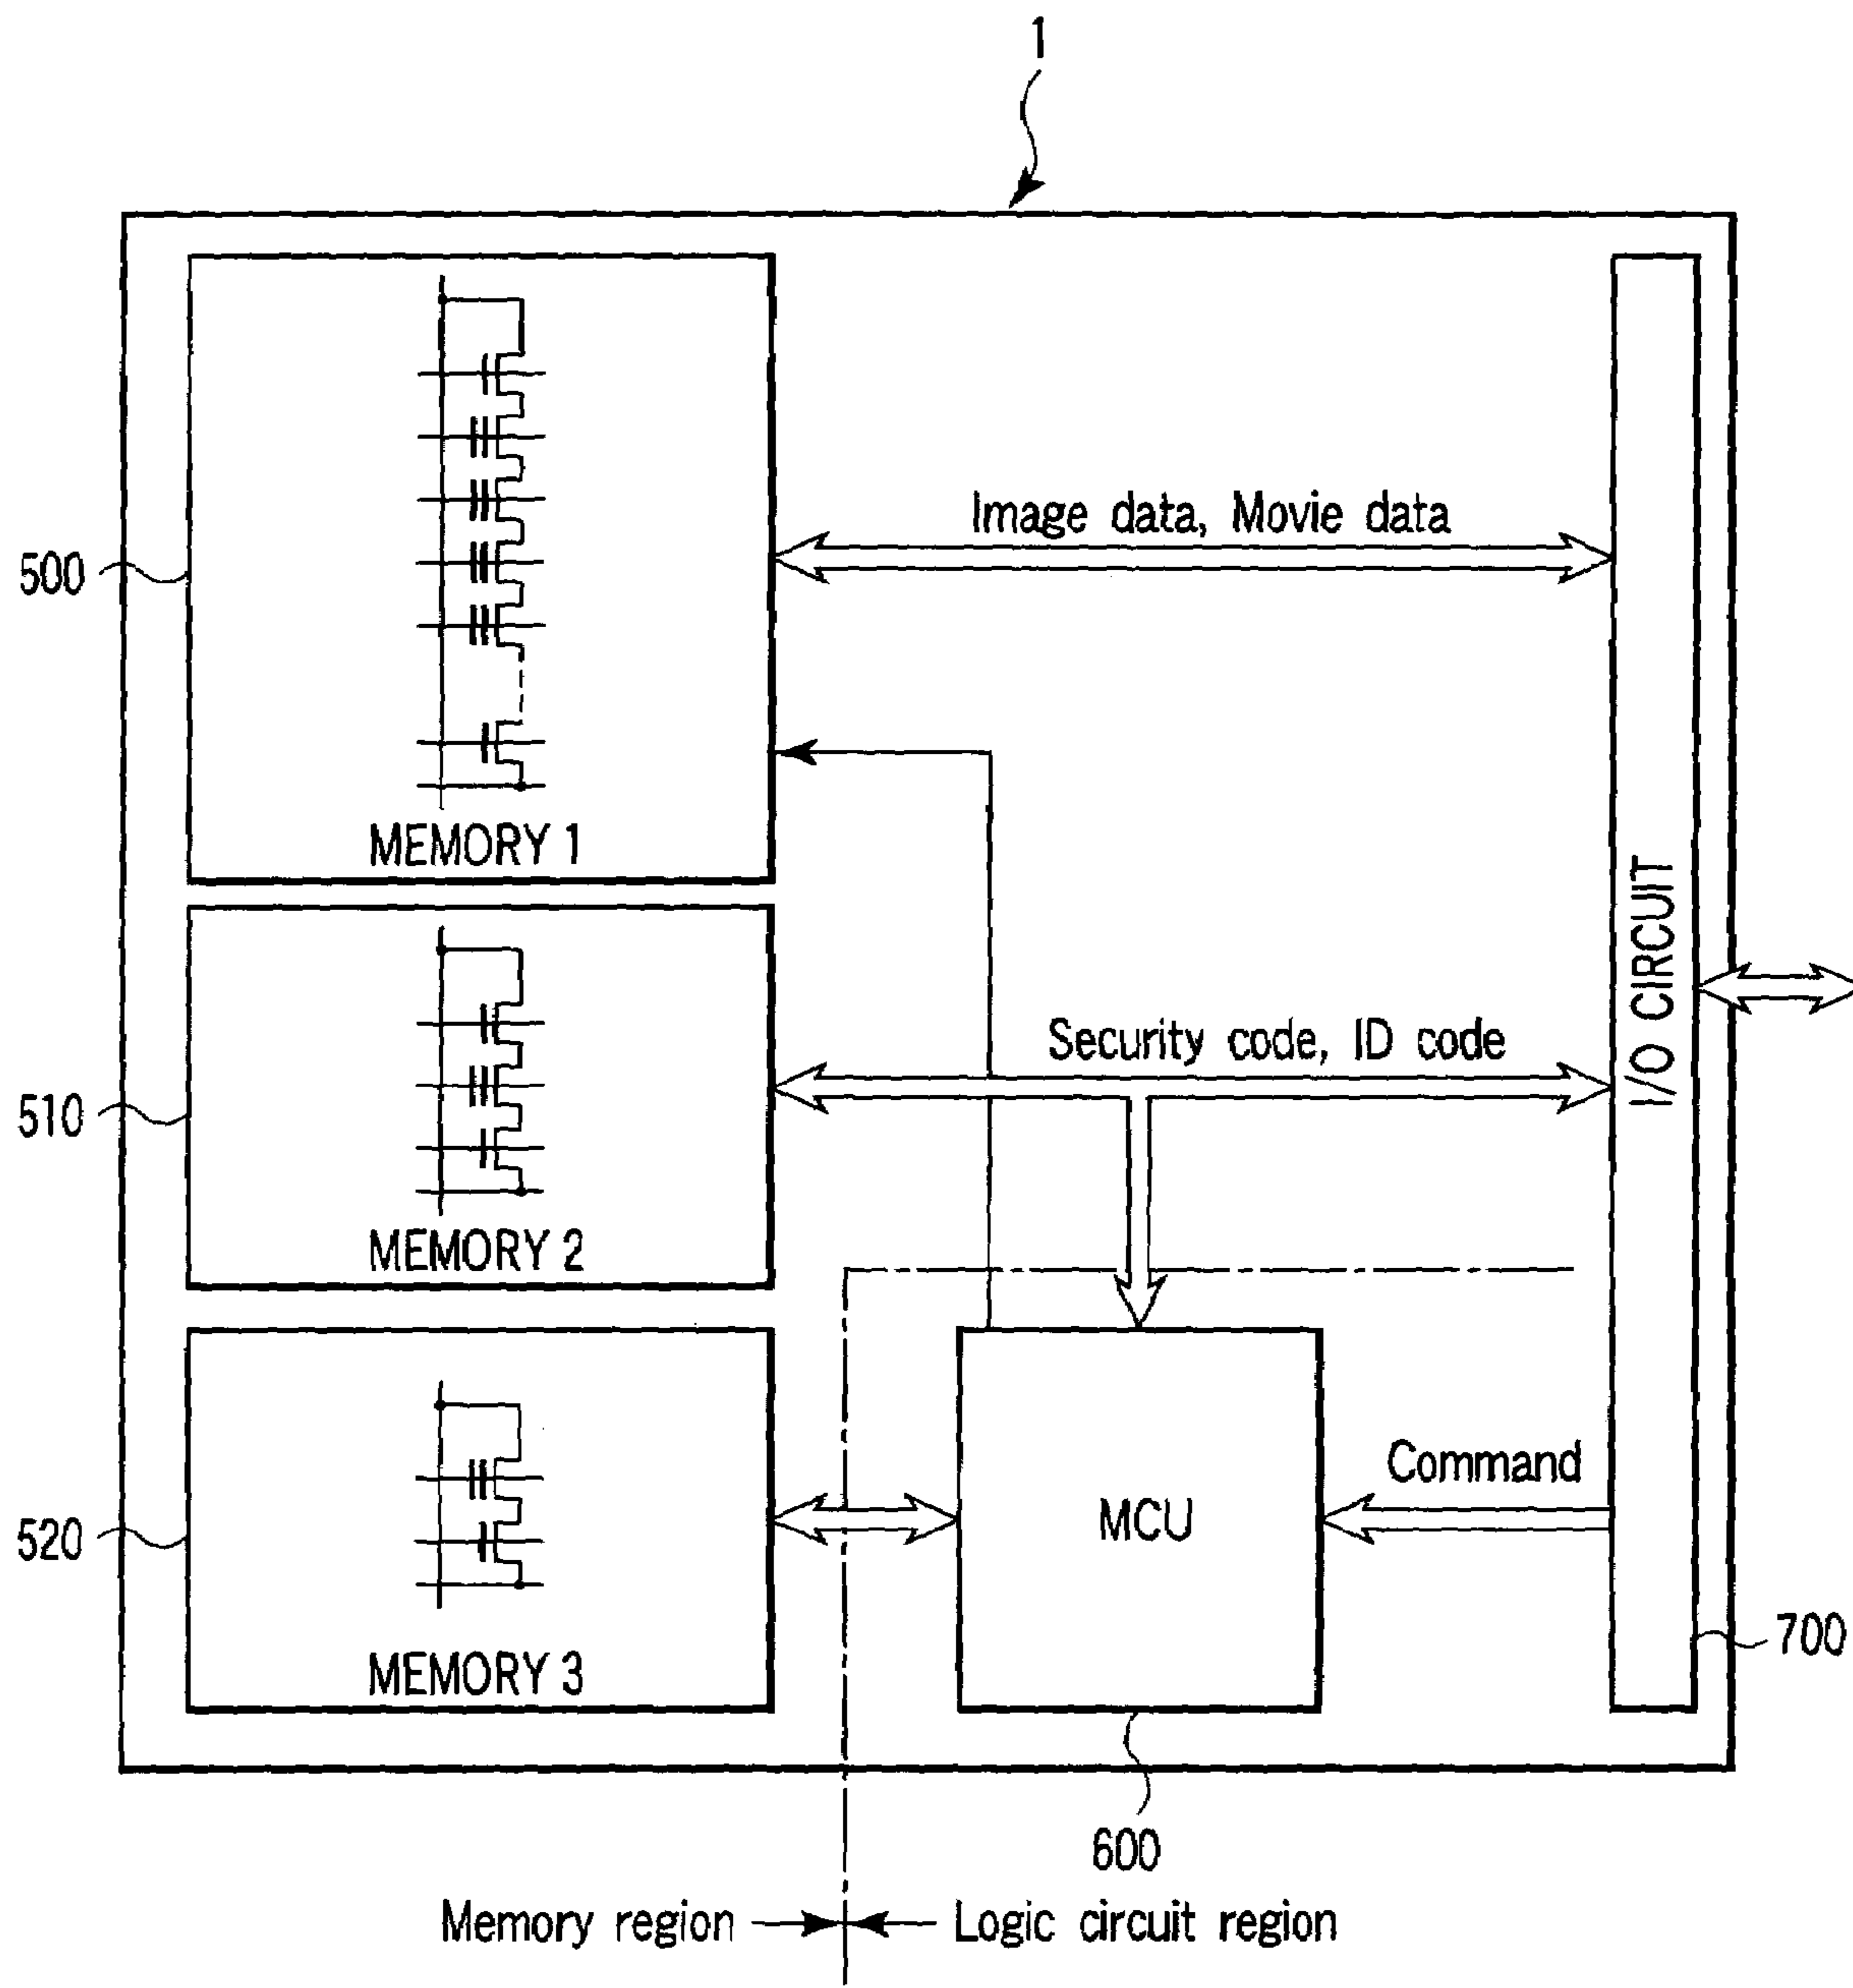 1
500
Image data, Movie data
MEMORY 1
I/O CIRCUIT
510
Security code, ID code
MEMORY 2
520
Command
MCU
MEMORY 3
700
600
Memory region
Logic circuit region